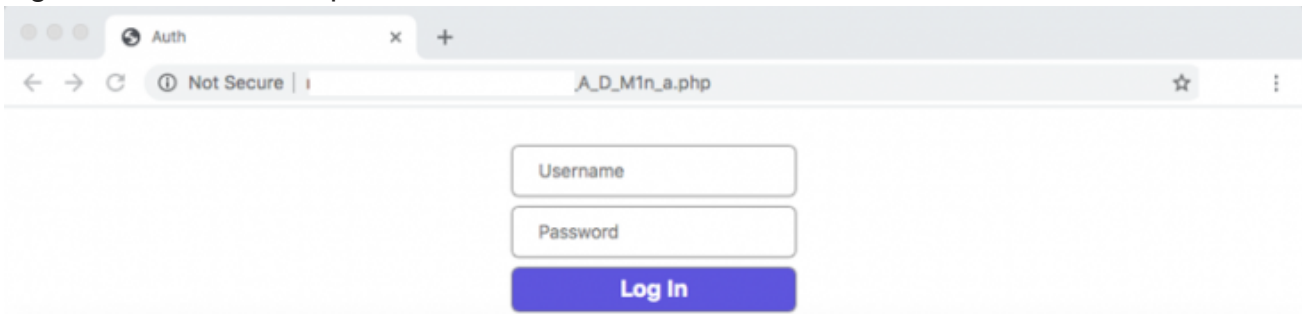 Auth
Not Secure A_D_M1n_a.php
Username
Password
Log In